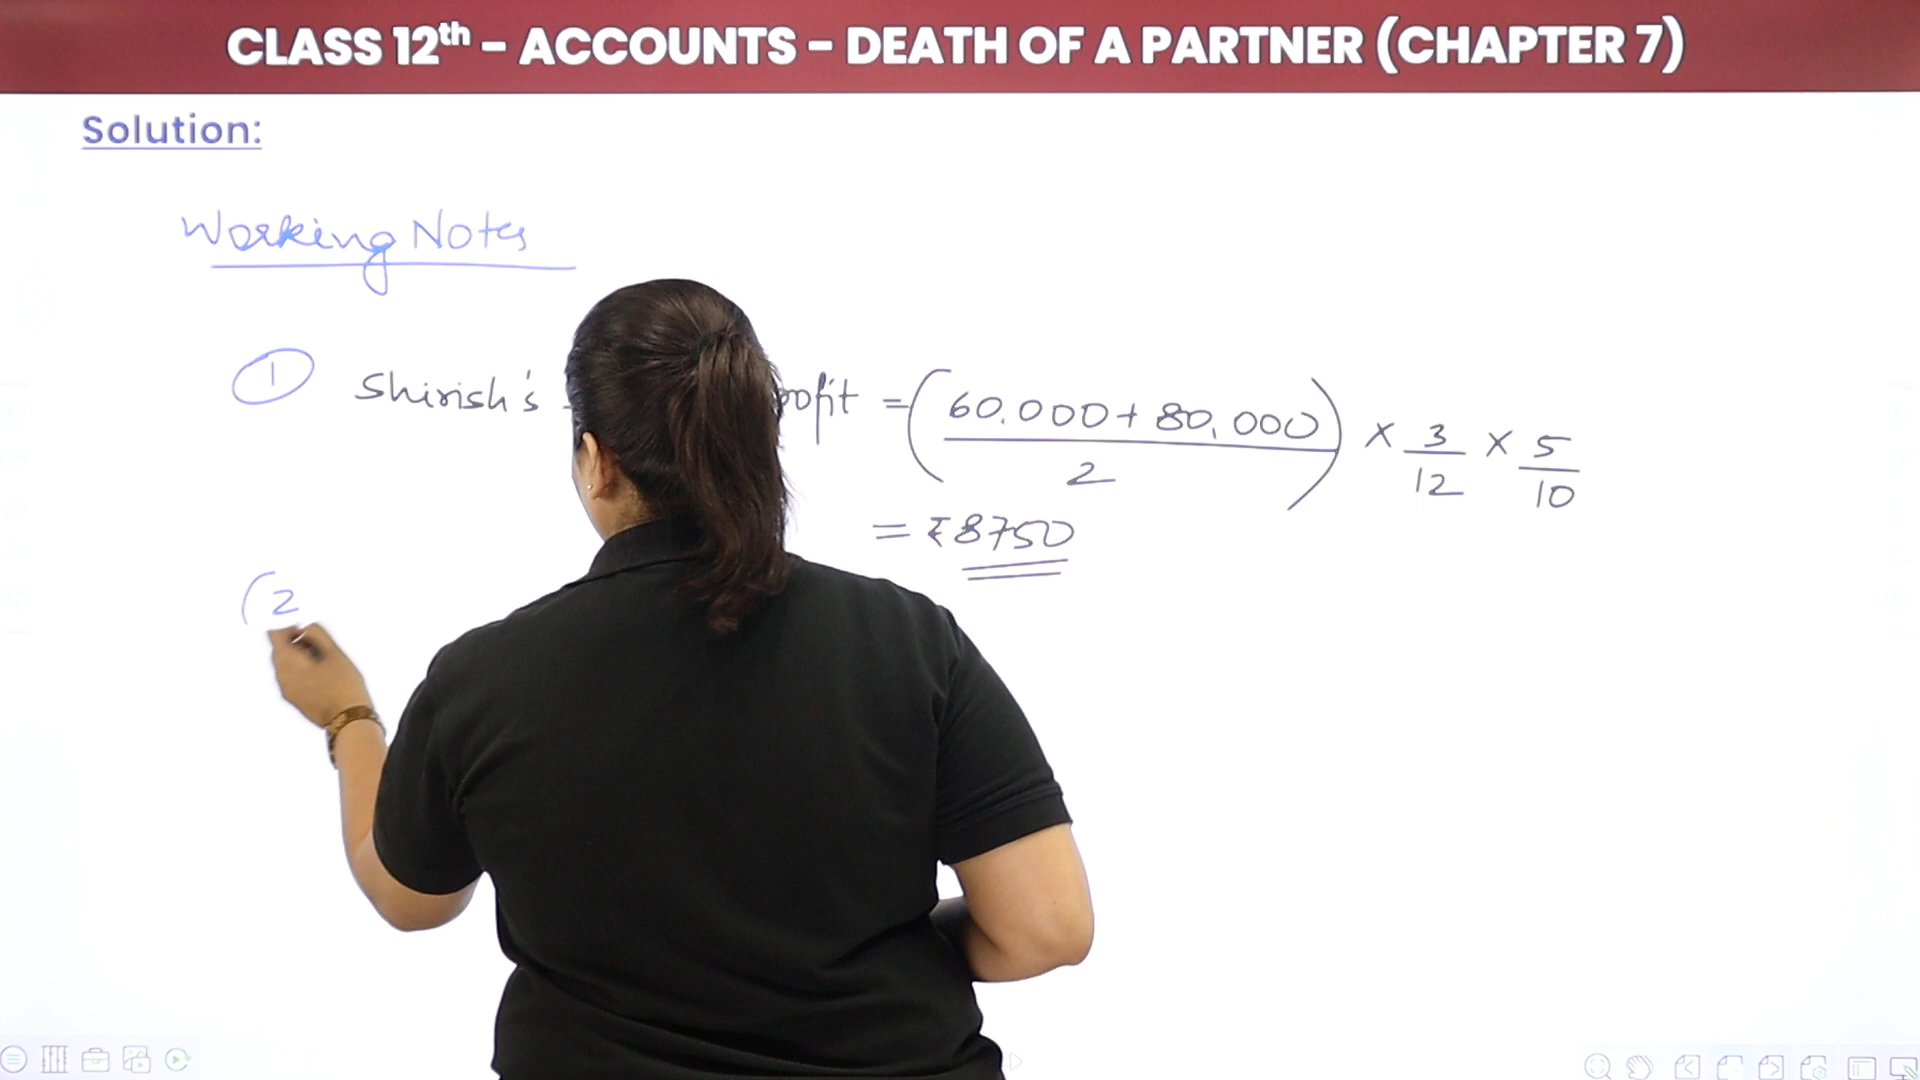 CLASS 12th – ACCOUNTS – DEATH OF A PARTNER (CHAPTER 7)
Solution:
Working Notes
1 Shirish's rofit = (60,000 + 80,000 / 2) × 3/12 × 5/10
= ₹8750
(2